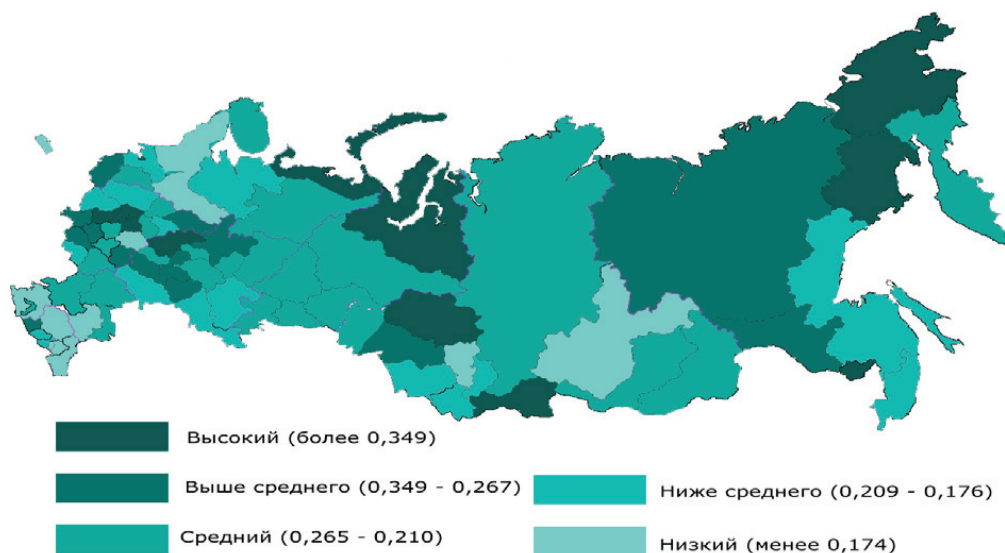 Высокий (более 0,349)
Выше среднего (0,349 - 0,267)
Средний (0,265 - 0,210)
Ниже среднего (0,209 - 0,176)
Низкий (менее 0,174)